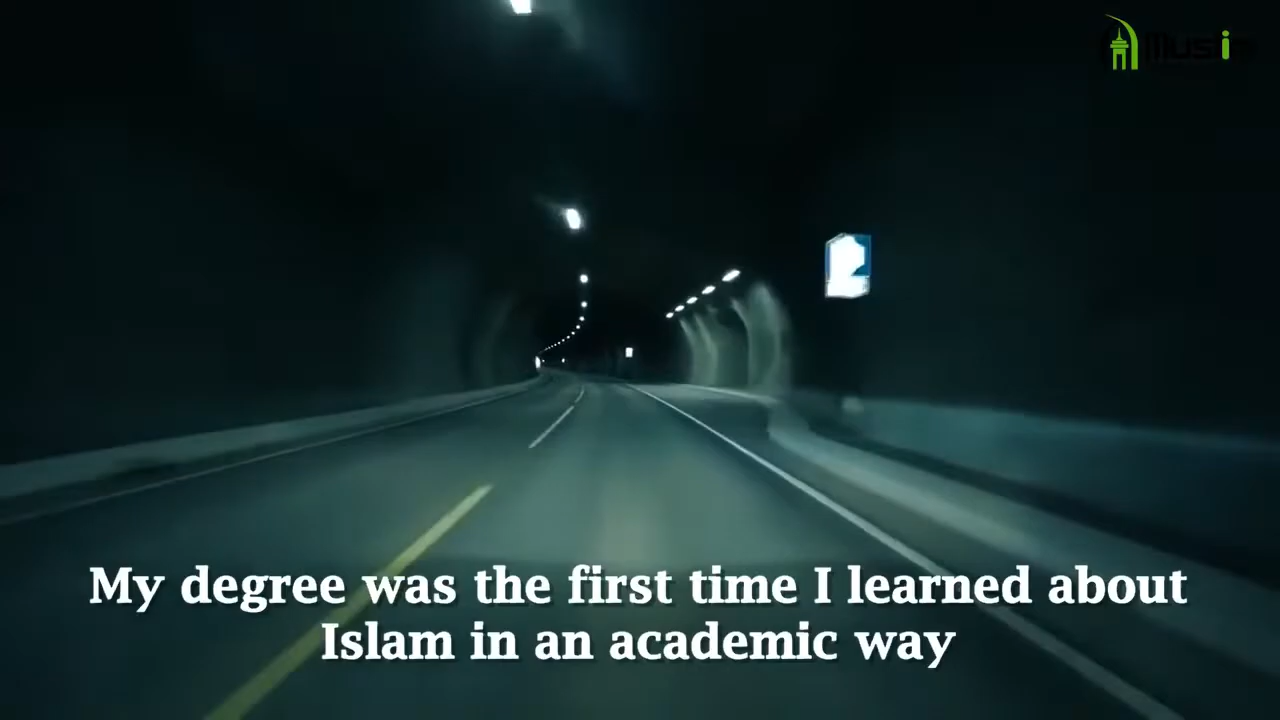 My degree was the first time I learned about
Islam in an academic way